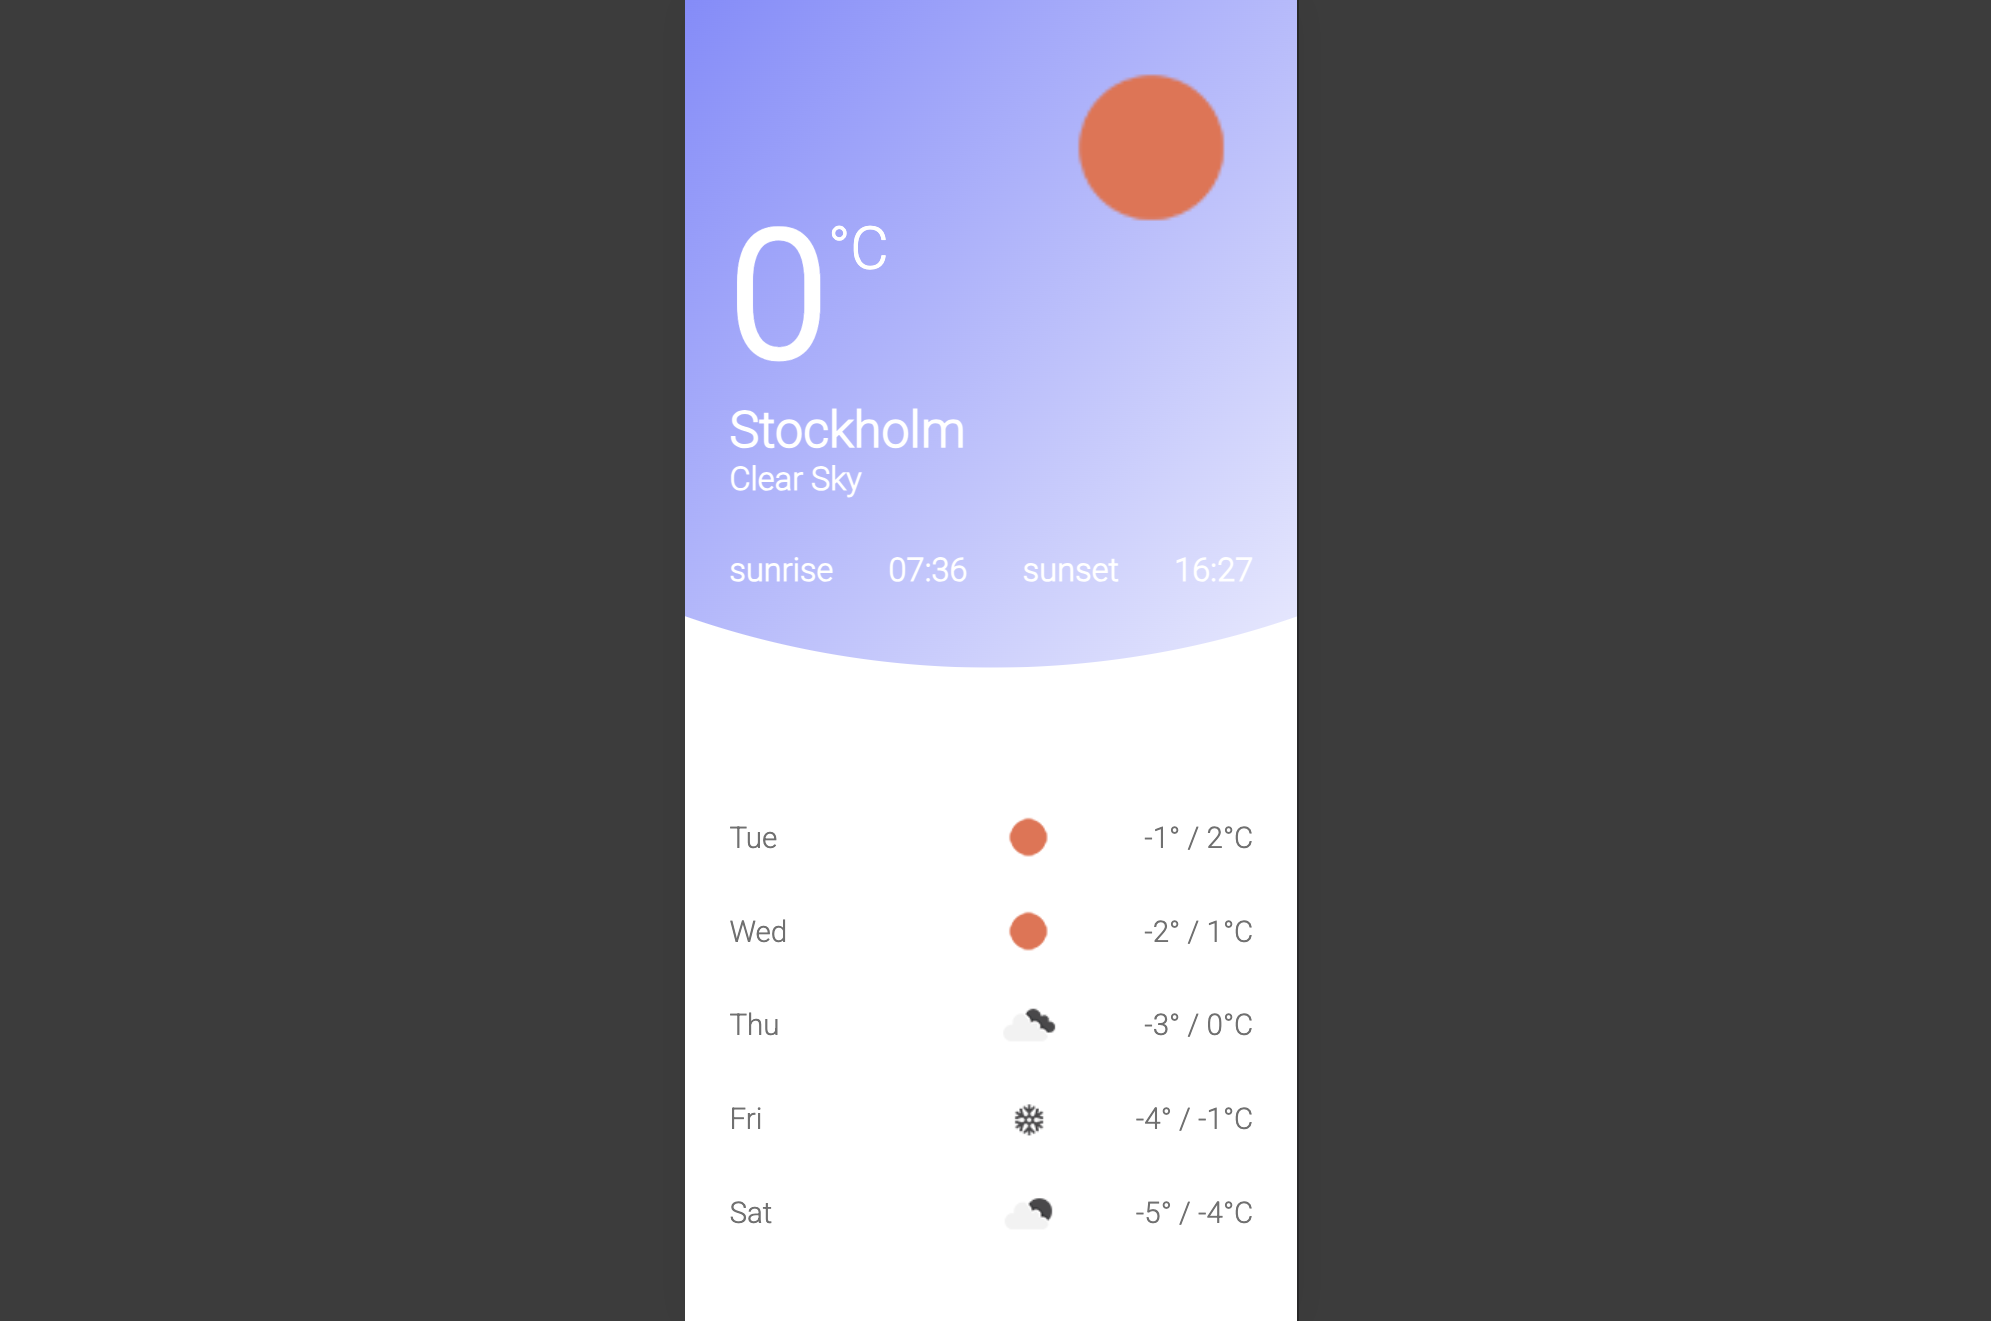 0 °C
Stockholm
Clear Sky
sunrise 07:36 sunset 16:27
Tue -1° / 2°C
Wed -2° / 1°C
Thu -3° / 0°C
Fri -4° / -1°C
Sat -5° / -4°C